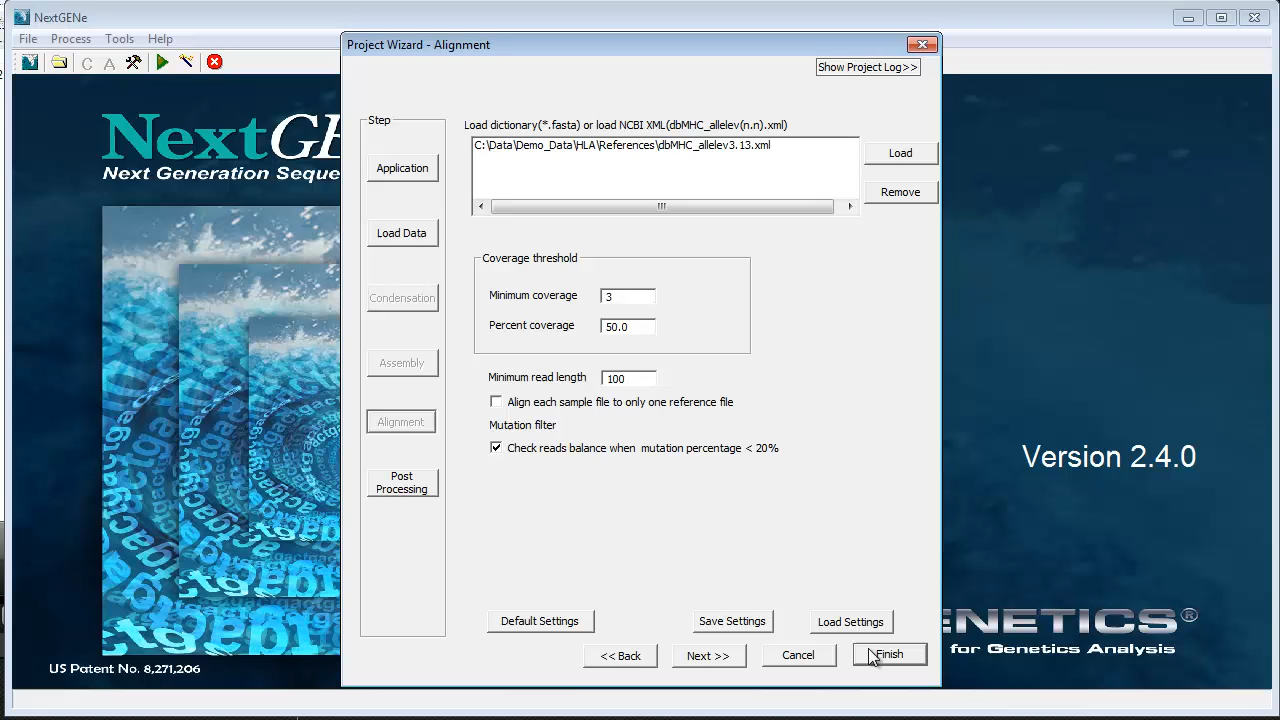 NextGENe
File Process Tools Help
C A
NextGE
Next Generation Seque
Project Wizard - Alignment
Show Project Log>>
Step
Application
Load Data
Condensation
Assembly
Alignment
Post
Processing
Load dictionary(*.fasta) or load NCBI XML(dbMHC_allelev(n.n).xml)
C:\Data\Demo_Data\HLA\References\dbMHC_allelev3.13.xml
Load
Remove
Coverage threshold
Minimum coverage 3
Percent coverage 50.0
Minimum read length 100
Align each sample file to only one reference file
Mutation filter
Check reads balance when mutation percentage < 20%
Default Settings Save Settings Load Settings
<< Back Next >> Cancel Finish
Version 2.4.0
ENETICS®
for Genetics Analysis
US Patent No. 8,271,206